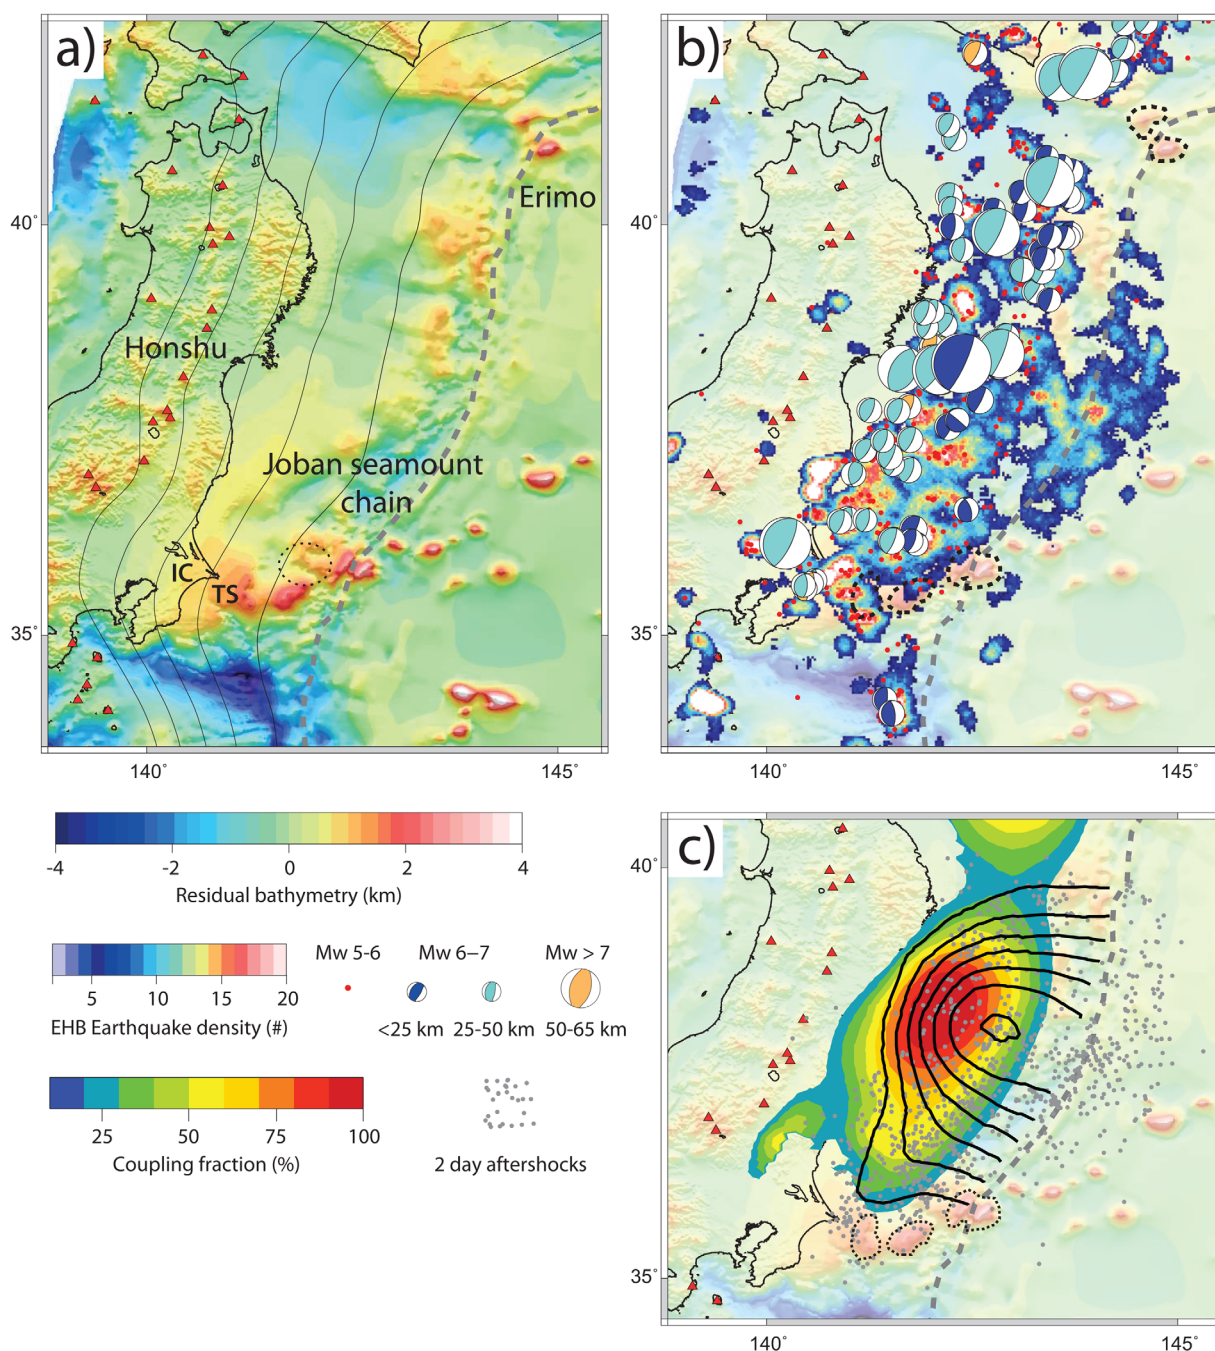 a)
Erimo
Honshu
Joban seamount
chain
IC
TS
40°
35°
140°
145°
b)
140°
145°
-4
-2
0
2
4
Residual bathymetry (km)
5
10
15
20
EHB Earthquake density (#)
Mw 5-6
Mw 6–7
Mw > 7
<25 km
25-50 km
50-65 km
25
50
75
100
Coupling fraction (%)
2 day aftershocks
c)
40°
35°
140°
145°